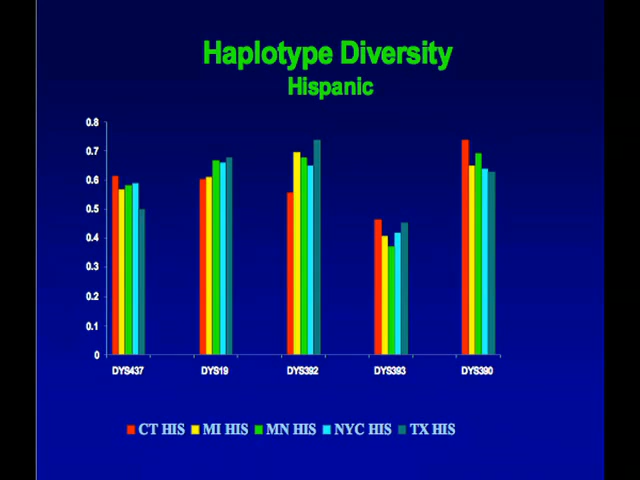 Haplotype Diversity
Hispanic
0.8
0.7
0.6
0.5
0.4
0.3
0.2
0.1
0
DYS437 DYS19 DYS392 DYS393 DYS390
CT HIS MI HIS MN HIS NYC HIS TX HIS